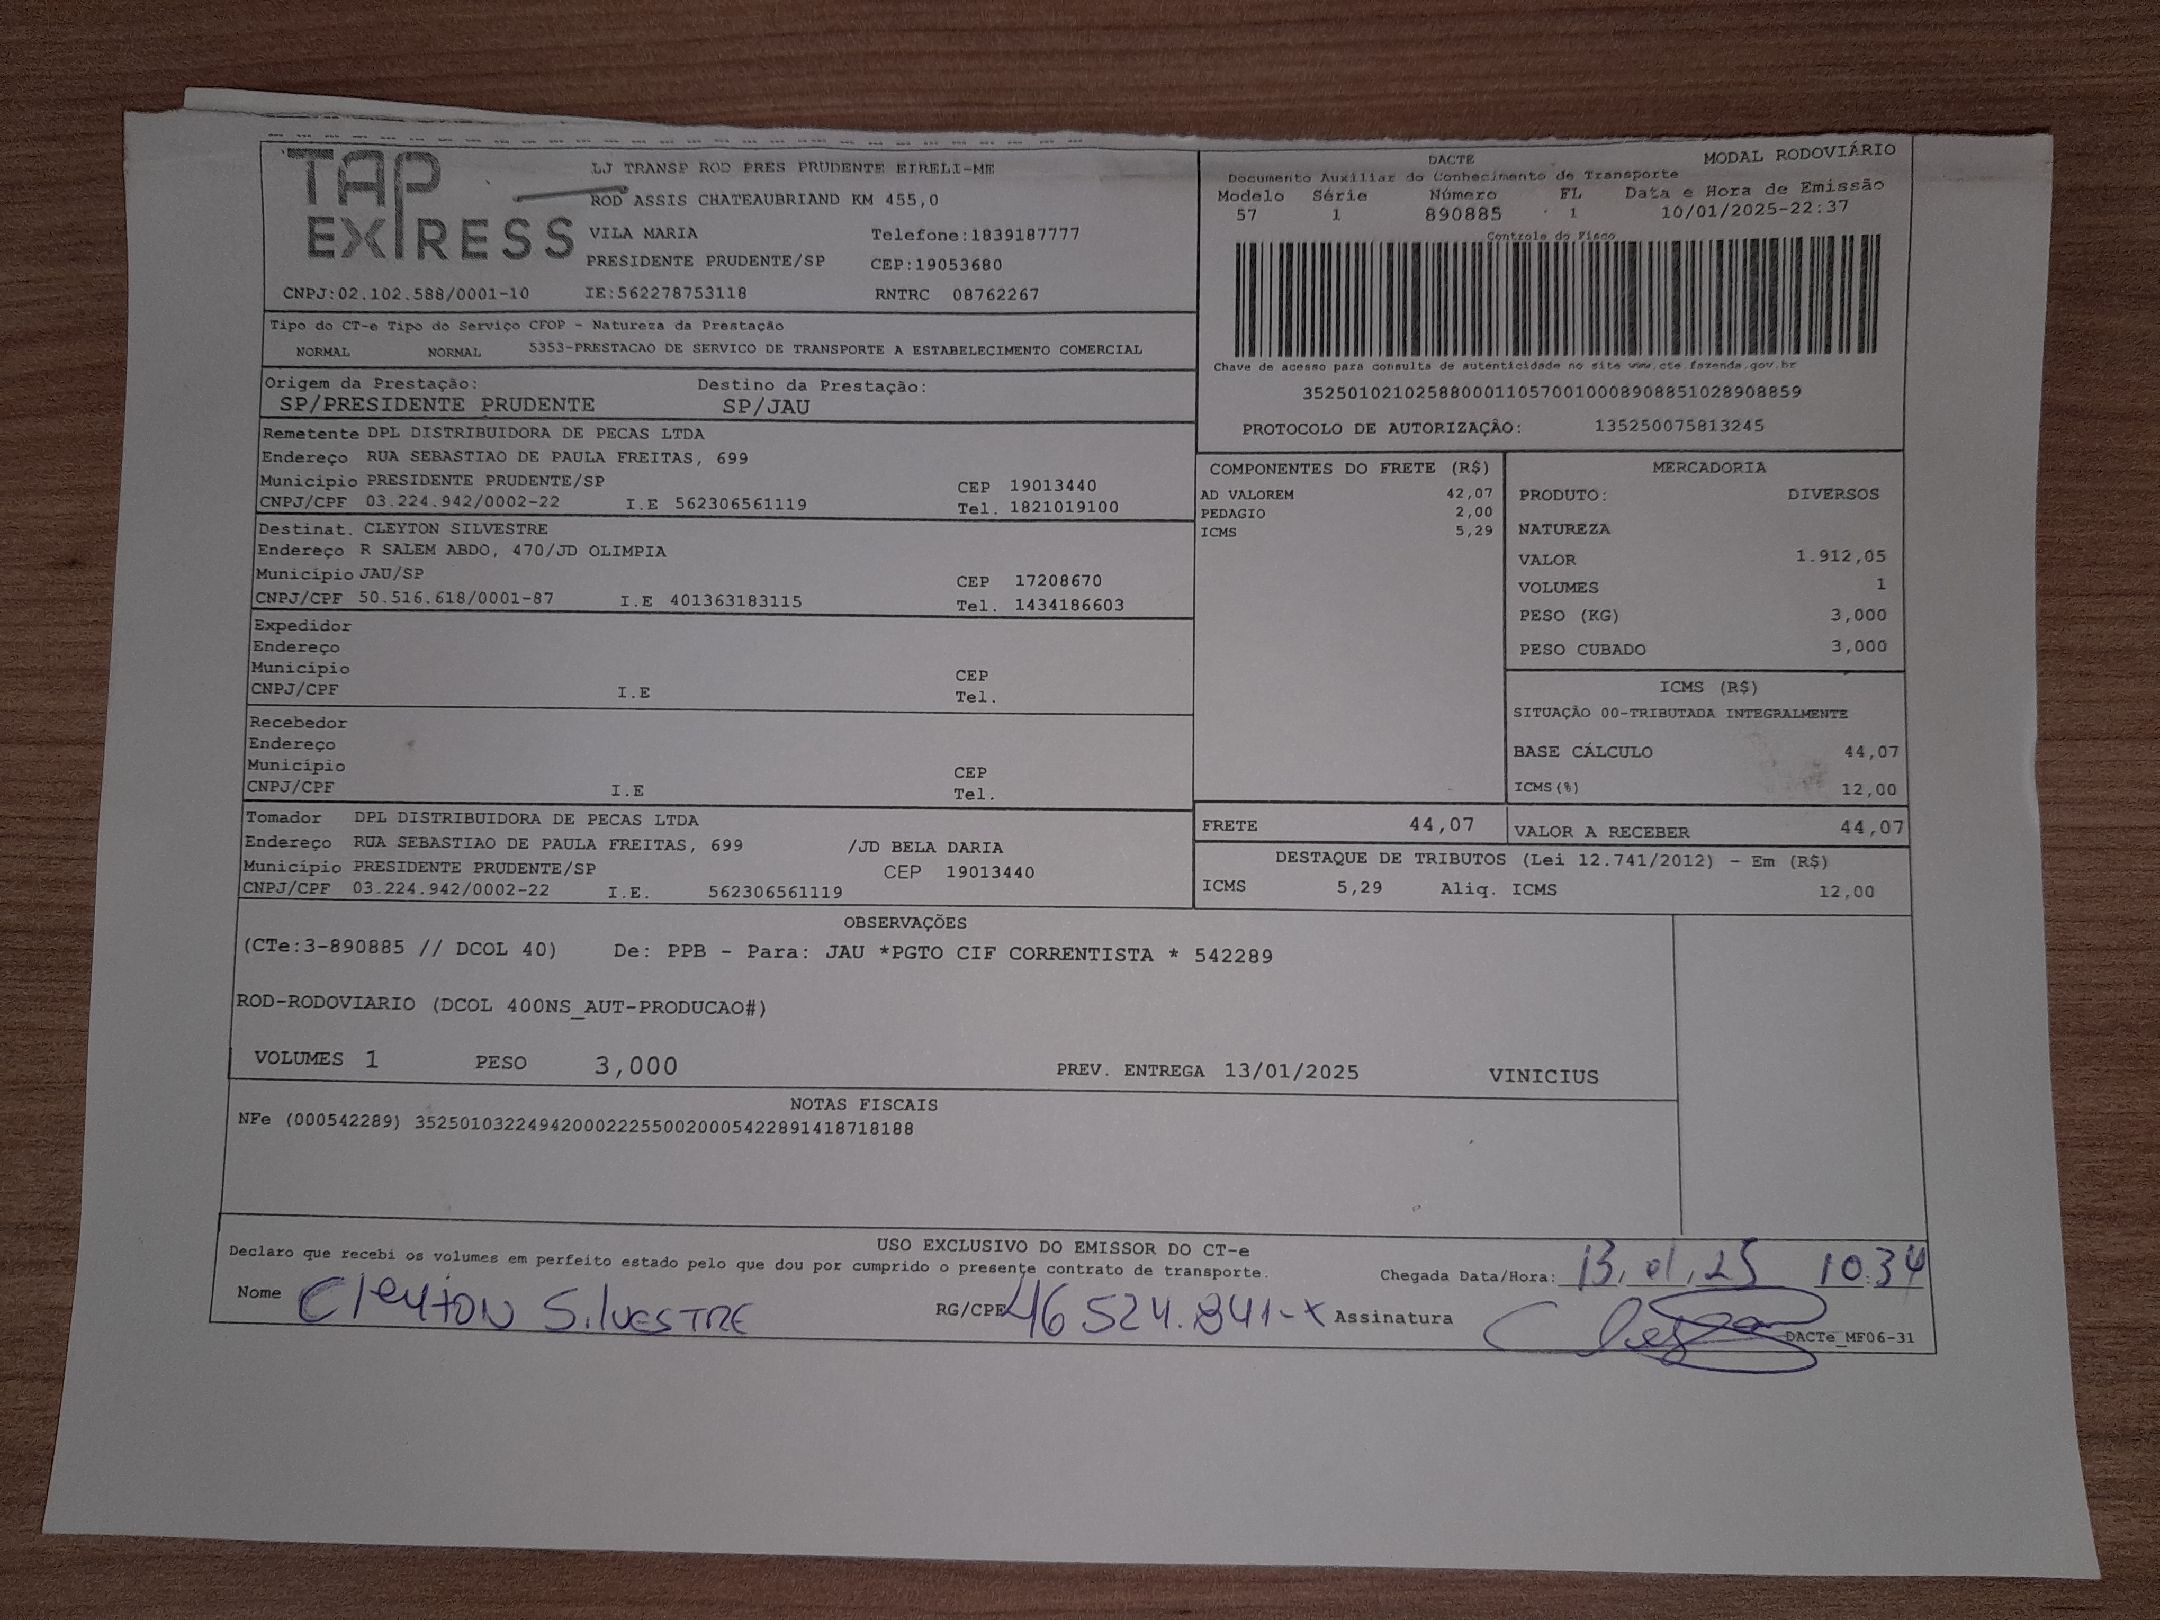 TAP EXPRESS
LJ TRANSP ROD PRES PRUDENTE EIRELI-ME
ROD ASSIS CHATEAUBRIAND KM 455,0
VILA MARIA Telefone:1839187777
PRESIDENTE PRUDENTE/SP CEP:19053680
CNPJ:02.102.588/0001-10 IE:562278753118 RNTRC 08762267
DACTE MODAL RODOVIÁRIO
Documento Auxiliar do Conhecimento de Transporte
Modelo Série Número FL Data e Hora de Emissão
57 1 890885 1 10/01/2025-22:37
Controle do Fisco
Chave de acesso para consulta de autenticidade no site www.cte.fazenda.gov.br
35250102102588000110570010008908851028908859
PROTOCOLO DE AUTORIZAÇÃO: 135250075813245
Tipo do CT-e Tipo do Serviço CFOP - Natureza da Prestação
NORMAL NORMAL 5353-PRESTACAO DE SERVICO DE TRANSPORTE A ESTABELECIMENTO COMERCIAL
Origem da Prestação: Destino da Prestação:
SP/PRESIDENTE PRUDENTE SP/JAU
Remetente DPL DISTRIBUIDORA DE PECAS LTDA
Endereço RUA SEBASTIAO DE PAULA FREITAS, 699
Município PRESIDENTE PRUDENTE/SP CEP 19013440
CNPJ/CPF 03.224.942/0002-22 I.E 562306561119 Tel. 1821019100
Destinat. CLEYTON SILVESTRE
Endereço R SALEM ABDO, 470/JD OLIMPIA
Município JAU/SP CEP 17208670
CNPJ/CPF 50.516.618/0001-87 I.E 401363183115 Tel. 1434186603
Expedidor
Endereço
Município CEP
CNPJ/CPF I.E Tel.
Recebedor
Endereço
Município CEP
CNPJ/CPF I.E Tel.
Tomador DPL DISTRIBUIDORA DE PECAS LTDA
Endereço RUA SEBASTIAO DE PAULA FREITAS, 699 /JD BELA DARIA
Município PRESIDENTE PRUDENTE/SP CEP 19013440
CNPJ/CPF 03.224.942/0002-22 I.E. 562306561119
COMPONENTES DO FRETE (R$)
AD VALOREM 42,07
PEDAGIO 2,00
ICMS 5,29
MERCADORIA
PRODUTO: DIVERSOS
NATUREZA
VALOR 1.912,05
VOLUMES 1
PESO (KG) 3,000
PESO CUBADO 3,000
ICMS (R$)
SITUAÇÃO 00-TRIBUTADA INTEGRALMENTE
BASE CÁLCULO 44,07
ICMS(%) 12,00
FRETE 44,07 VALOR A RECEBER 44,07
DESTAQUE DE TRIBUTOS (Lei 12.741/2012) - Em (R$)
ICMS 5,29 Aliq. ICMS 12,00
OBSERVAÇÕES
(CTe:3-890885 // DCOL 40) De: PPB - Para: JAU *PGTO CIF CORRENTISTA * 542289
ROD-RODOVIARIO (DCOL 400NS_AUT-PRODUCAO#)
VOLUMES 1 PESO 3,000 PREV. ENTREGA 13/01/2025 VINICIUS
NOTAS FISCAIS
NFe (000542289) 35250103224942000222550020005422891418718188
USO EXCLUSIVO DO EMISSOR DO CT-e
Declaro que recebi os volumes em perfeito estado pelo que dou por cumprido o presente contrato de transporte.
Chegada Data/Hora: 13.01.25 10:34
Nome Cleyton Silvestre RG/CPF 46 524.841-X Assinatura
DACTe_MF06-31